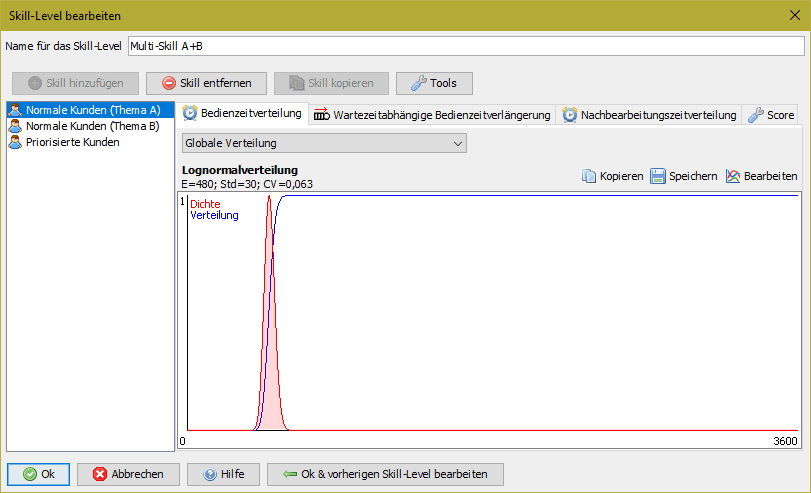 Skill-Level bearbeiten
Name für das Skill-Level Multi-Skill A+B
Skill hinzufügen Skill entfernen Skill kopieren Tools
Normale Kunden (Thema A)
Normale Kunden (Thema B)
Priorisierte Kunden
Bedienzeitverteilung Wartezeitabhängige Bedienzeitverlängerung Nachbearbeitungszeitverteilung Score
Globale Verteilung
Lognormalverteilung
E=480; Std=30; CV=0,063
Kopieren Speichern Bearbeiten
1 Dichte
Verteilung
0 3600
Ok Abbrechen Hilfe Ok & vorherigen Skill-Level bearbeiten